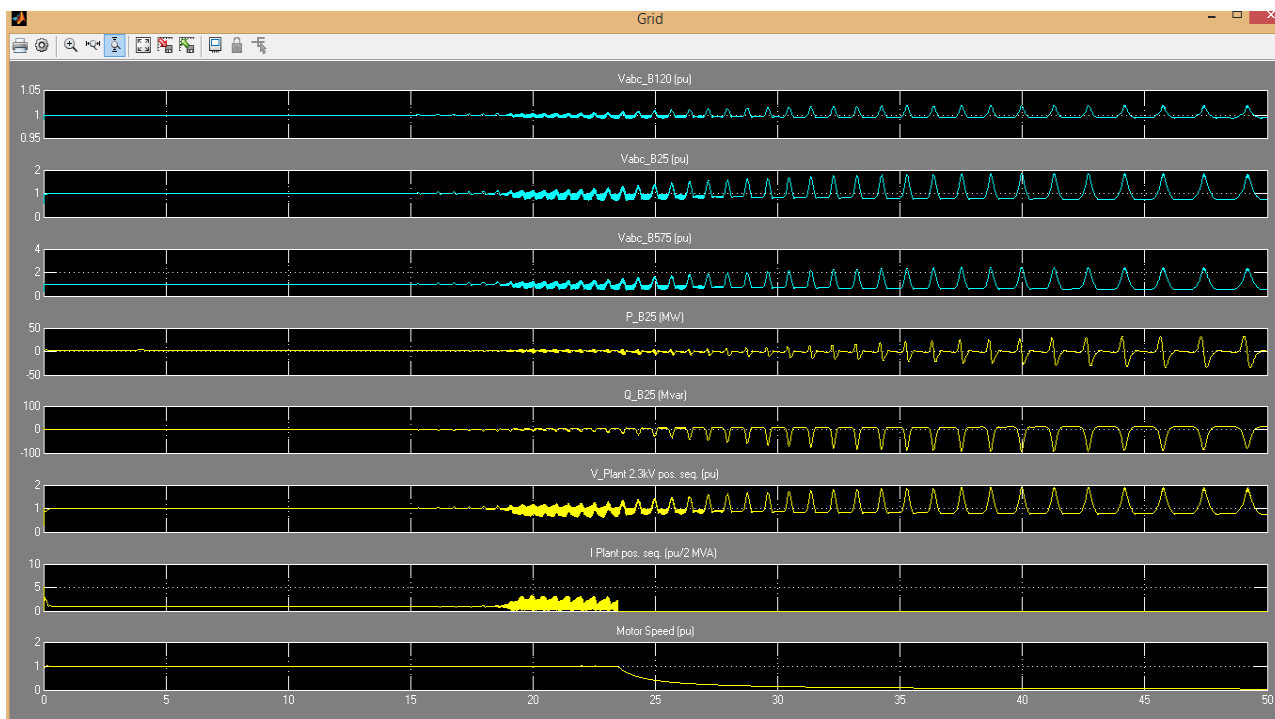 Grid
Vabc_B120 (pu)
1.05
1
0.95
Vabc_B25 (pu)
2
1
0
Vabc_B575 (pu)
4
2
0
P_B25 (MW)
50
0
-50
Q_B25 (Mvar)
100
0
-100
V_Plant 2.3kV pos. seq. (pu)
2
1
0
I Plant pos. seq. (pu/2 MVA)
10
5
0
Motor Speed (pu)
2
1
0
0 5 10 15 20 25 30 35 40 45 50